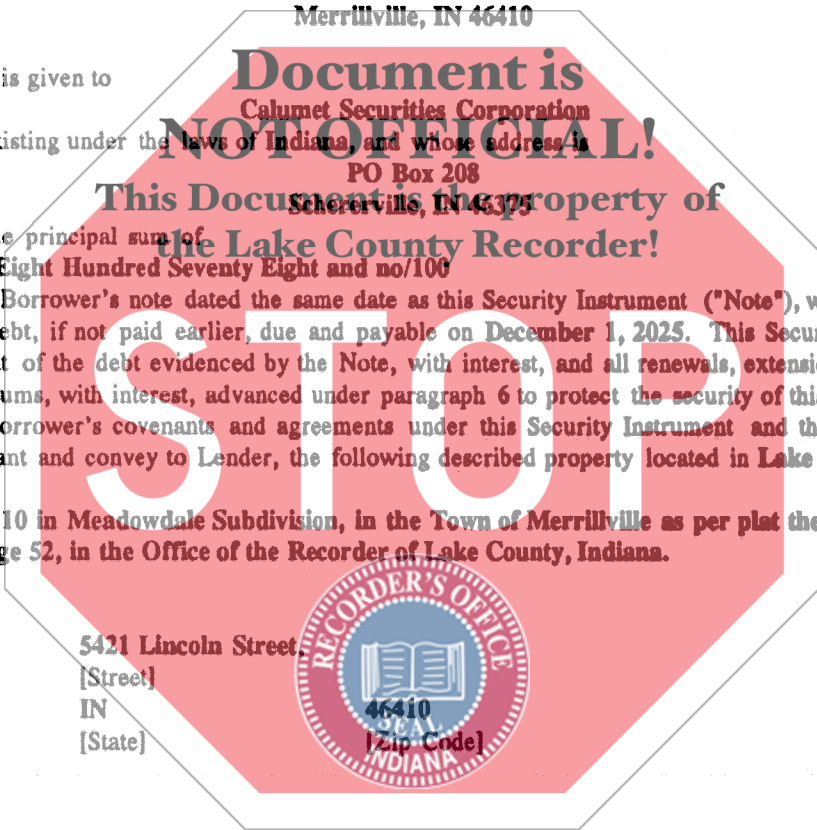 Merrillville, IN 46410
Document is
is given to
Calumet Securities Corporation
NOT OFFICIAL!
isting under the laws of Indiana, and whose address is
PO Box 208
This Document is the property of
Schererville, IN 46375
e principal sum of
the Lake County Recorder!
Eight Hundred Seventy Eight and no/100
Borrower's note dated the same date as this Security Instrument ("Note"), w
ebt, if not paid earlier, due and payable on December 1, 2025. This Secur
t of the debt evidenced by the Note, with interest, and all renewals, extensi
ums, with interest, advanced under paragraph 6 to protect the security of thi
orrower's covenants and agreements under this Security Instrument and th
ant and convey to Lender, the following described property located in Lake
STOP
10 in Meadowdale Subdivision, in the Town of Merrillville as per plat the
ge 52, in the Office of the Recorder of Lake County, Indiana.
RECORDER'S OFFICE
5421 Lincoln Street,
[Street]
IN 46410
SEAL
[State] [Zip Code]
INDIANA